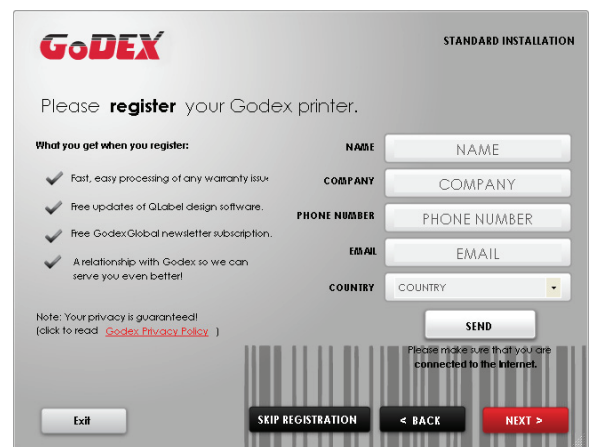 GoDEX
STANDARD INSTALLATION
Please register your Godex printer.
What you get when you register:
Fast, easy processing of any warranty issu
Free updates of QLabel design software.
Free GodexGlobal newsletter subscription.
A relationship with Godex so we can
serve you even better!
Note: Your privacy is guaranteed!
(click to read Godex Privacy Policy )
NAME NAME
COMPANY COMPANY
PHONE NUMBER PHONE NUMBER
EMAIL EMAIL
COUNTRY COUNTRY
SEND
Please make sure that you are
connected to the Internet.
Exit
SKIP REGISTRATION
< BACK
NEXT >